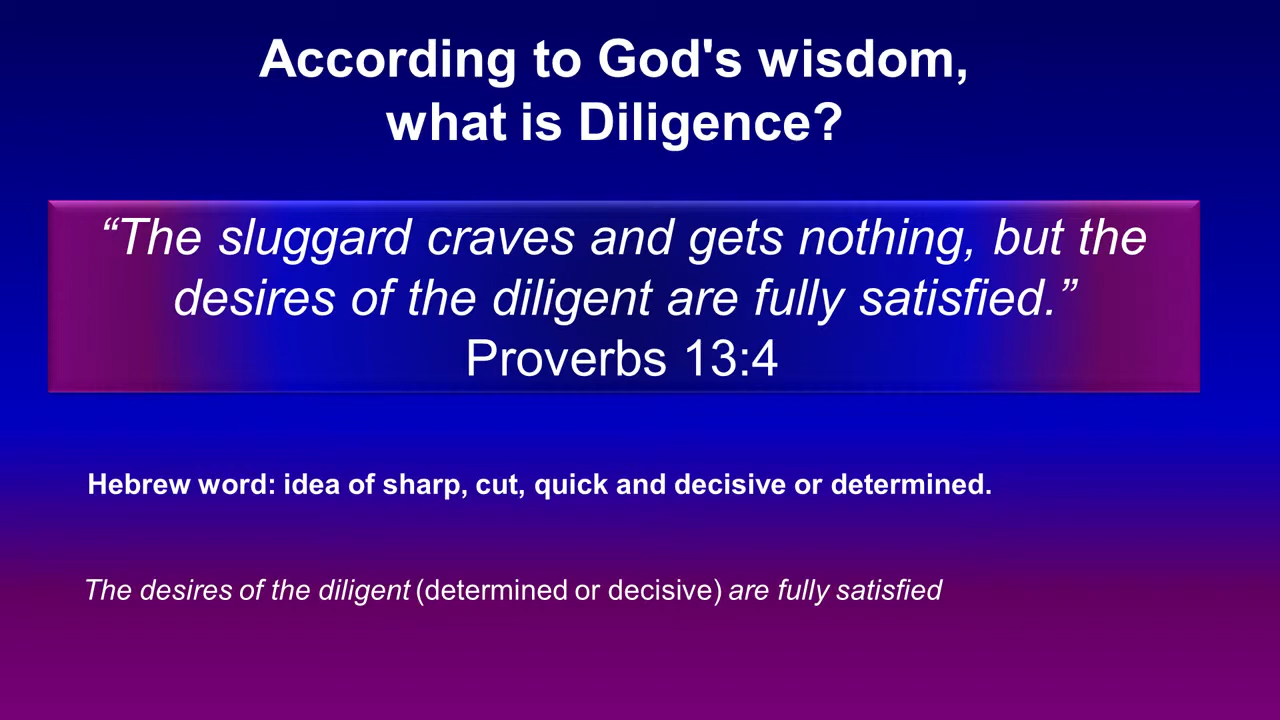 According to God's wisdom,
what is Diligence?
“The sluggard craves and gets nothing, but the
desires of the diligent are fully satisfied.”
Proverbs 13:4
Hebrew word: idea of sharp, cut, quick and decisive or determined.
The desires of the diligent (determined or decisive) are fully satisfied